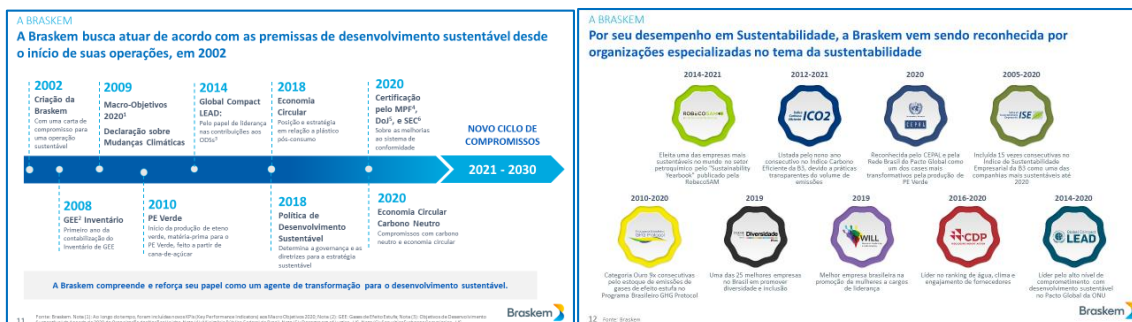 A BRASKEM
A Braskem busca atuar de acordo com as premissas de desenvolvimento sustentável desde
o início de suas operações, em 2002
2002
Criação da
Braskem
Com uma carta de
compromisso para
uma operação
sustentável
2009
Macro-Objetivos
2020¹
Declaração sobre
Mudanças Climáticas
2014
Global Compact
LEAD:
Pelo papel de liderança
nas contribuições aos
ODSs³
2018
Economia
Circular
Posição e estratégia
em relação a plástico
pós-consumo
2020
Certificação
pelo MPF⁴,
DoJ⁵, e SEC⁶
Sobre as melhorias
ao sistema de
conformidade
NOVO CICLO DE
COMPROMISSOS
2021 - 2030
2008
GEE² Inventário
Primeiro ano da
contabilização do
Inventário de GEE
2010
PE Verde
Início da produção de eteno
verde, matéria-prima para o
PE Verde, feito a partir de
cana-de-açúcar
2018
Política de
Desenvolvimento
Sustentável
Determina a governança e as
diretrizes para a estratégia
sustentável
2020
Economia Circular
Carbono Neutro
Compromissos com carbono
neutro e economia circular
A Braskem compreende e reforça seu papel como um agente de transformação para o desenvolvimento sustentável.
11
Braskem
A BRASKEM
Por seu desempenho em Sustentabilidade, a Braskem vem sendo reconhecida por
organizações especializadas no tema da sustentabilidade
2014-2021
ROBECOSAM
Eleita uma das empresas mais
sustentáveis no mundo no setor
petroquímico pelo "Sustainability
Yearbook" publicado pela
RobecoSAM
2012-2021
ICO2
Listada pelo nono ano
consecutivo no Índice Carbono
Eficiente da B3, devido a práticas
transparentes do volume de
emissões
2020
CEPAL
Reconhecida pelo CEPAL e pela
Rede Brasil do Pacto Global como
um dos cases mais
transformativos pela produção de
PE Verde
2005-2020
ISE
Incluída 15 vezes consecutivas no
Índice de Sustentabilidade
Empresarial da B3 como uma das
companhias mais sustentáveis até
2020
2010-2020
GHG Protocol
Categoria Ouro 9x consecutivas
pelo estoque de emissões de
gases de efeito estufa no
Programa Brasileiro GHG Protocol
2019
Diversidade
Uma das 25 melhores empresas
no Brasil em promover
diversidade e inclusão
2019
WILL
Melhor empresa brasileira na
promoção de mulheres a cargos
de liderança
2016-2020
CDP
Líder no ranking de água, clima e
engajamento de fornecedores
2014-2020
LEAD
Líder pelo alto nível de
comprometimento com
desenvolvimento sustentável
no Pacto Global da ONU
12 Fonte: Braskem
Braskem